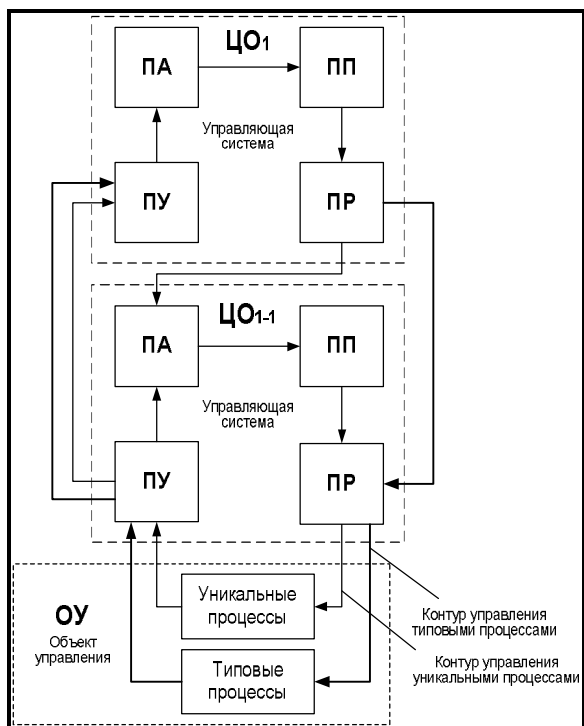 ЦО1
ПА
ПП
Управляющая
система
ПУ
ПР
ЦО1-1
ПА
ПП
Управляющая
система
ПУ
ПР
ОУ
Объект
управления
Уникальные
процессы
Типовые
процессы
Контур управления
типовыми процессами
Контур управления
уникальными процессами